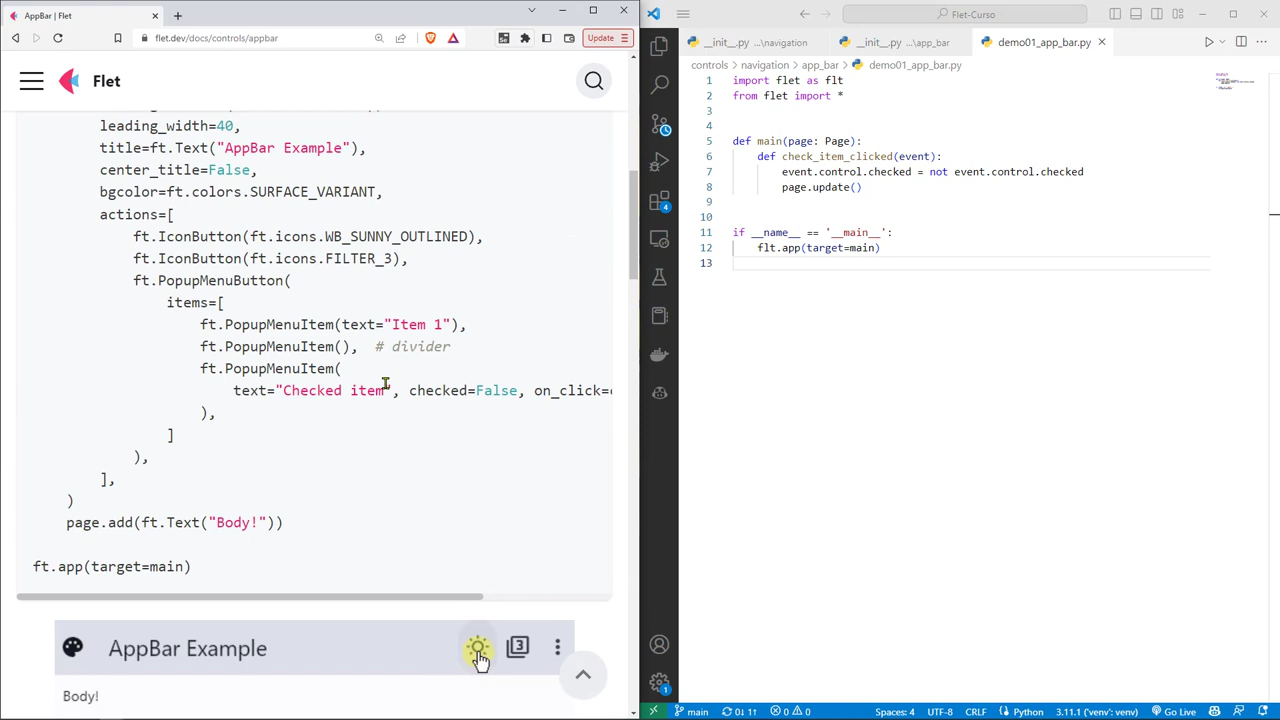 AppBar | Flet
flet.dev/docs/controls/appbar
Update
Flet
leading_width=40,
title=ft.Text("AppBar Example"),
center_title=False,
bgcolor=ft.colors.SURFACE_VARIANT,
actions=[
ft.IconButton(ft.icons.WB_SUNNY_OUTLINED),
ft.IconButton(ft.icons.FILTER_3),
ft.PopupMenuButton(
items=[
ft.PopupMenuItem(text="Item 1"),
ft.PopupMenuItem(), # divider
ft.PopupMenuItem(
text="Checked item", checked=False, on_click=
),
]
),
],
)
page.add(ft.Text("Body!"))
ft.app(target=main)
AppBar Example
3
Body!
Flet-Curso
__init__.py ...\navigation
__init__.py ...\app_bar
demo01_app_bar.py
controls > navigation > app_bar > demo01_app_bar.py
1 import flet as flt
2 from flet import *
3
4
5 def main(page: Page):
6 def check_item_clicked(event):
7 event.control.checked = not event.control.checked
8 page.update()
9
10
11 if __name__ == '__main__':
12 flt.app(target=main)
13
4
1
main
0↓ 1↑
0
0
Spaces: 4
UTF-8
CRLF
Python
3.11.1 ('venv': venv)
Go Live